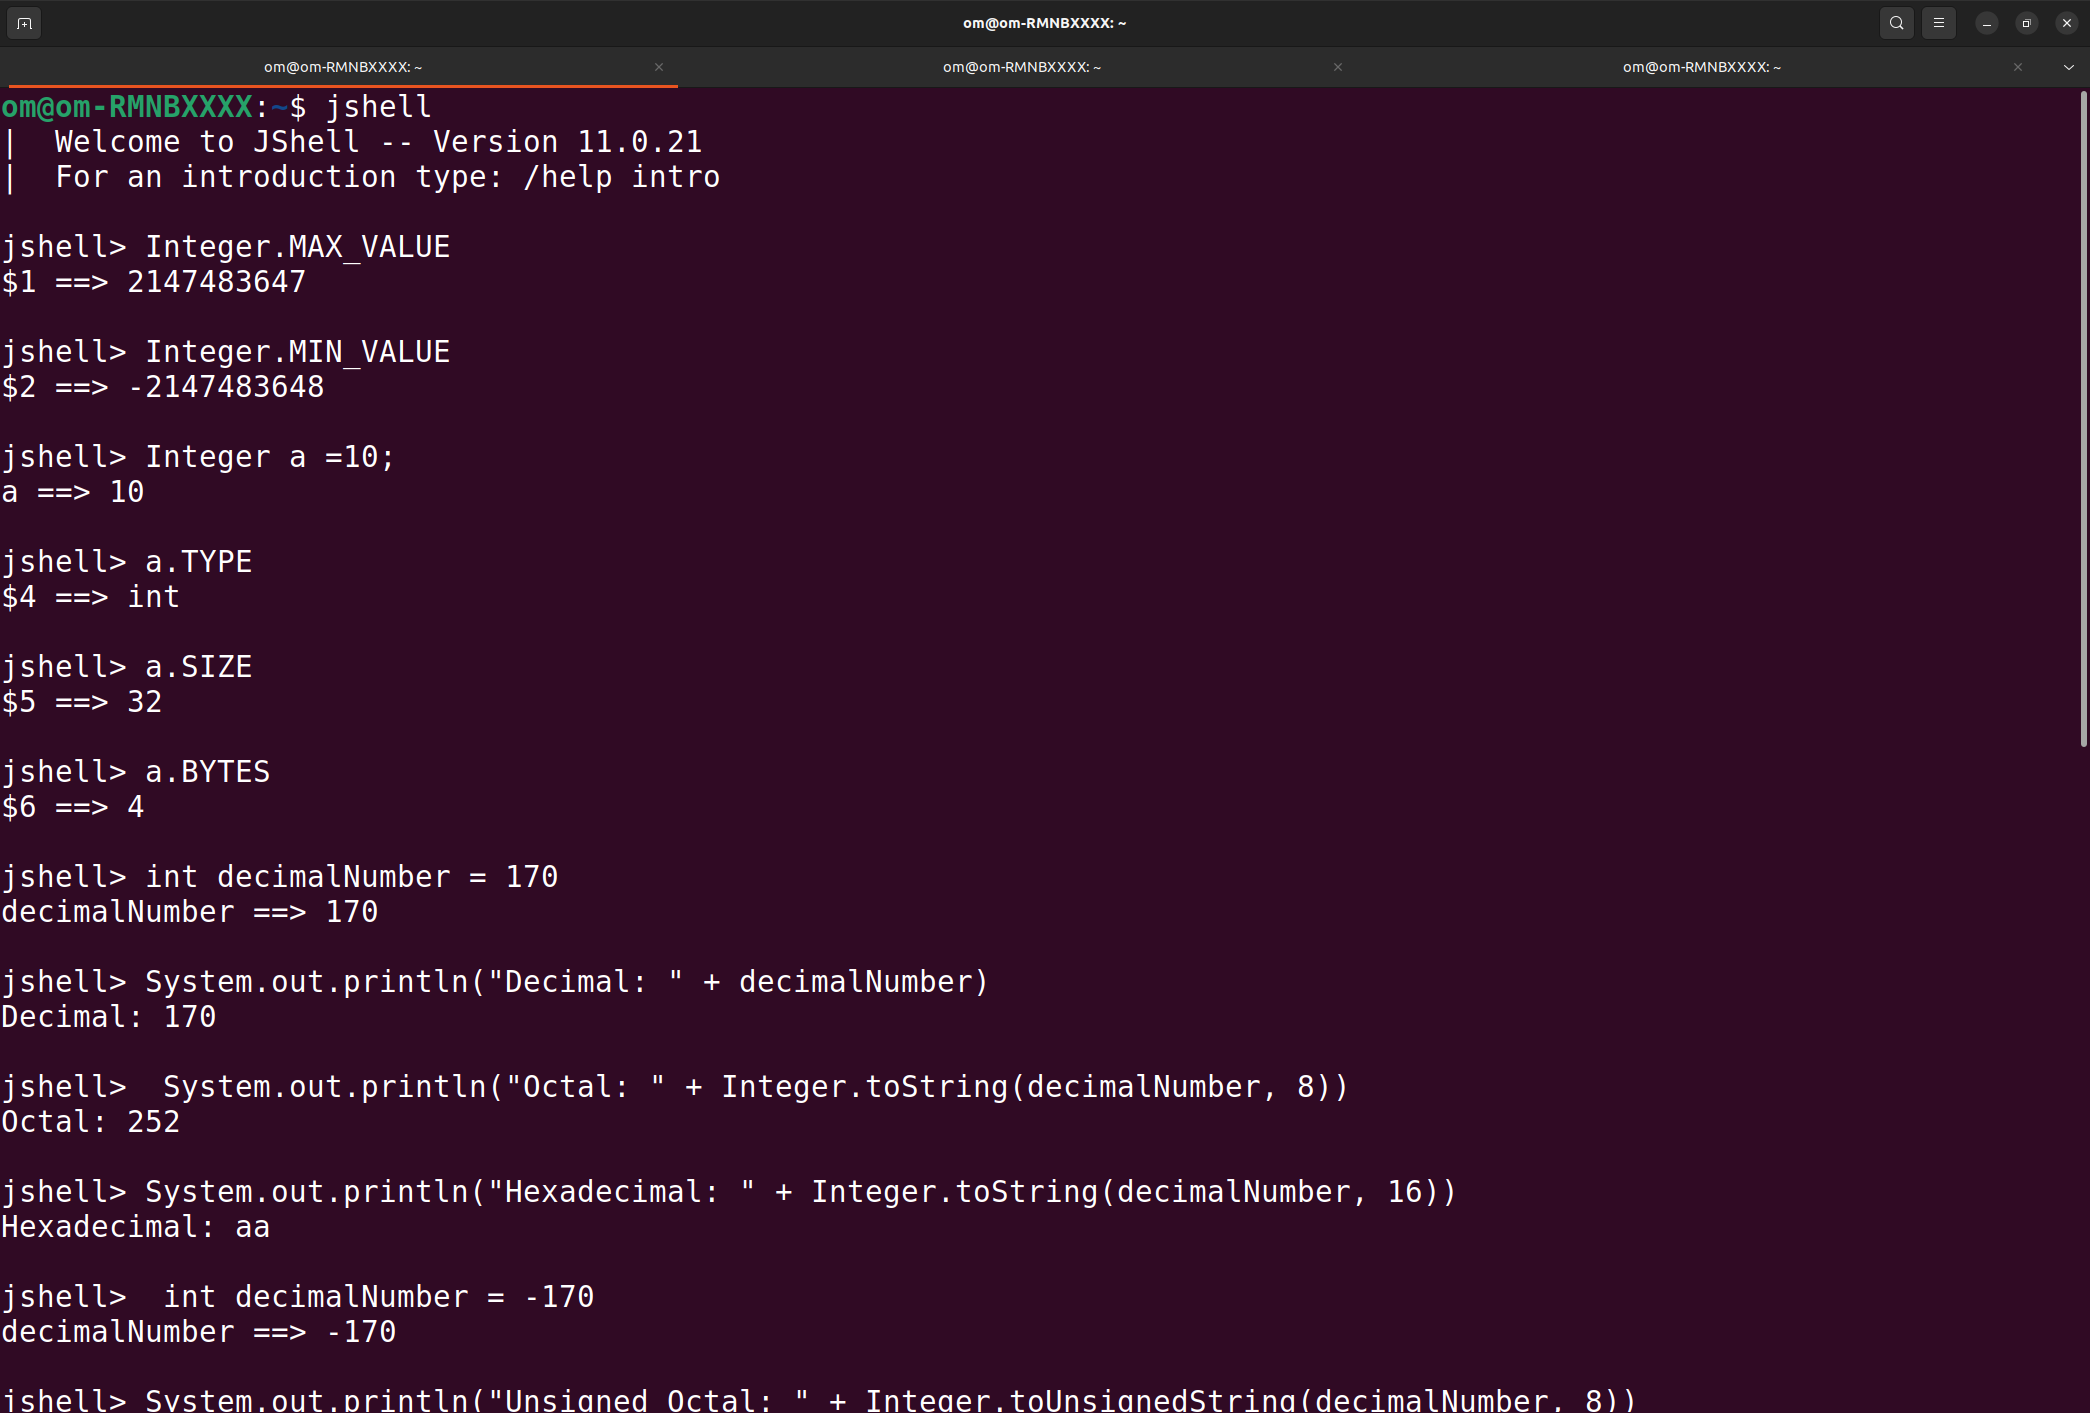 om@om-RMNBXXXX: ~
om@om-RMNBXXXX: ~
om@om-RMNBXXXX: ~
om@om-RMNBXXXX: ~
om@om-RMNBXXXX:~$ jshell
|  Welcome to JShell -- Version 11.0.21
|  For an introduction type: /help intro
jshell> Integer.MAX_VALUE
$1 ==> 2147483647
jshell> Integer.MIN_VALUE
$2 ==> -2147483648
jshell> Integer a =10;
a ==> 10
jshell> a.TYPE
$4 ==> int
jshell> a.SIZE
$5 ==> 32
jshell> a.BYTES
$6 ==> 4
jshell> int decimalNumber = 170
decimalNumber ==> 170
jshell> System.out.println("Decimal: " + decimalNumber)
Decimal: 170
jshell>  System.out.println("Octal: " + Integer.toString(decimalNumber, 8))
Octal: 252
jshell> System.out.println("Hexadecimal: " + Integer.toString(decimalNumber, 16))
Hexadecimal: aa
jshell>  int decimalNumber = -170
decimalNumber ==> -170
jshell> System.out.println("Unsigned Octal: " + Integer.toUnsignedString(decimalNumber, 8))